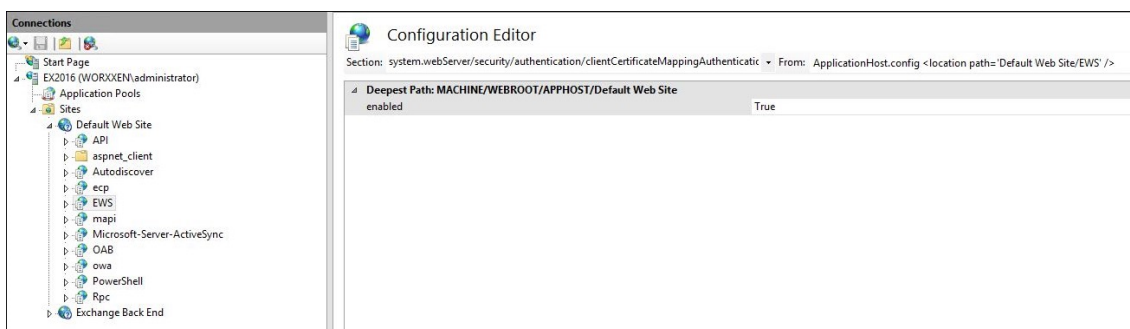 Connections
Start Page
EX2016 (WORXXEN\administrator)
Application Pools
Sites
Default Web Site
API
aspnet_client
Autodiscover
ecp
EWS
mapi
Microsoft-Server-ActiveSync
OAB
owa
PowerShell
Rpc
Exchange Back End
Configuration Editor
Section: system.webServer/security/authentication/clientCertificateMappingAuthenticatic From: ApplicationHost.config <location path='Default Web Site/EWS' />
Deepest Path: MACHINE/WEBROOT/APPHOST/Default Web Site
enabled True